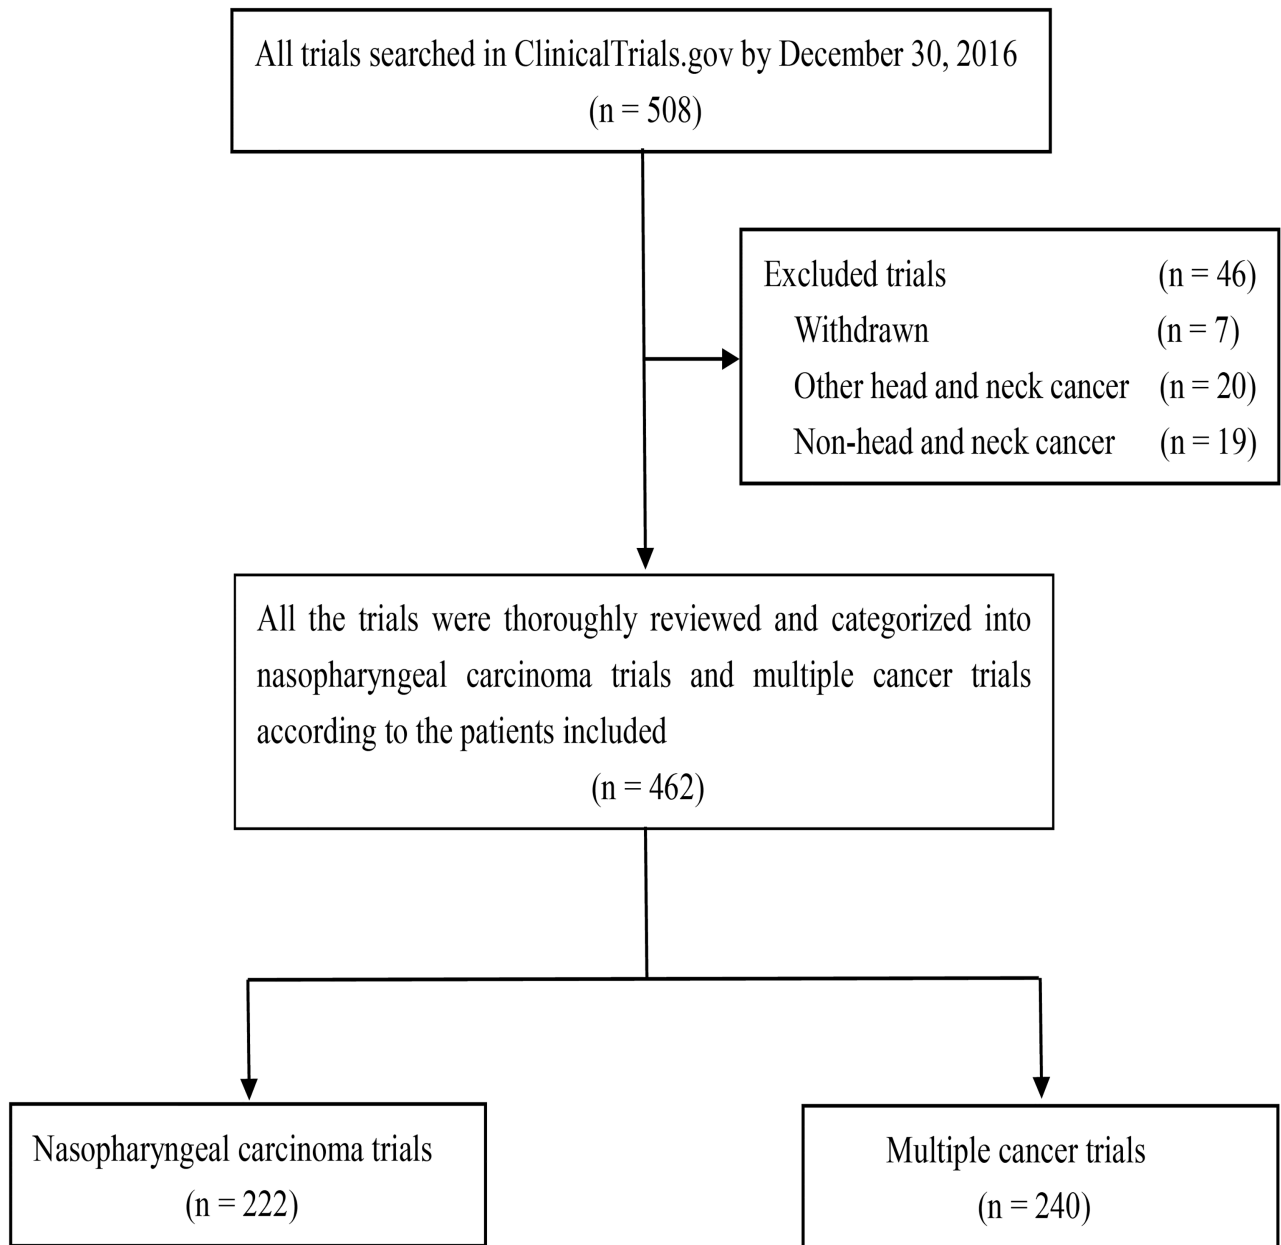 All trials searched in ClinicalTrials.gov by December 30, 2016
(n = 508)
Excluded trials (n = 46)
Withdrawn (n = 7)
Other head and neck cancer (n = 20)
Non-head and neck cancer (n = 19)
All the trials were thoroughly reviewed and categorized into
nasopharyngeal carcinoma trials and multiple cancer trials
according to the patients included
(n = 462)
Nasopharyngeal carcinoma trials
(n = 222)
Multiple cancer trials
(n = 240)